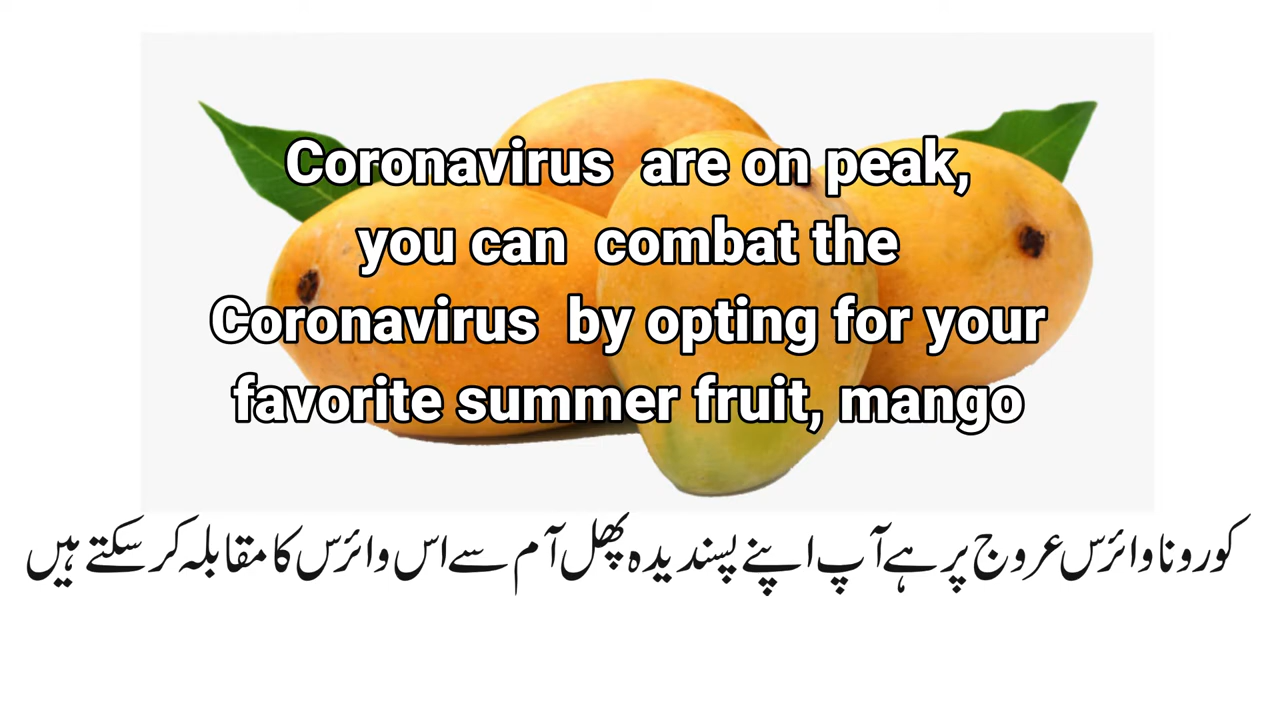 Coronavirus are on peak,
you can combat the
Coronavirus by opting for your
favorite summer fruit, mango
کورونا وائرس عروج پر ہے آپ اپنے پسندیدہ پھل آم سے اس وائرس کا مقابلہ کر سکتے ہیں